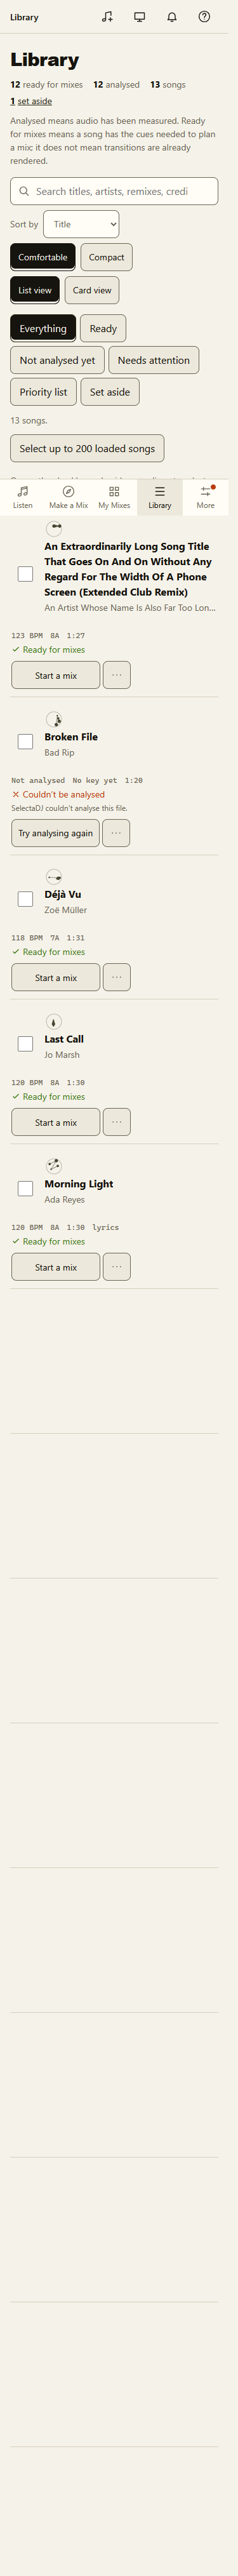 Library
Library
12 ready for mixes 12 analysed 13 songs
1 set aside
Analysed means audio has been measured. Ready
for mixes means a song has the cues needed to plan
a mix; it does not mean transitions are already
rendered.
Search titles, artists, remixes, credi
Sort by Title
Comfortable Compact
List view Card view
Everything Ready
Not analysed yet Needs attention
Priority list Set aside
13 songs.
Select up to 200 loaded songs
Listen Make a Mix My Mixes Library More
An Extraordinarily Long Song Title
That Goes On And On Without Any
Regard For The Width Of A Phone
Screen (Extended Club Remix)
An Artist Whose Name Is Also Far Too Lon...
123 BPM 8A 1:27
Ready for mixes
Start a mix ...
Broken File
Bad Rip
Not analysed No key yet 1:20
Couldn't be analysed
SelectaDJ couldn't analyse this file.
Try analysing again ...
Déjà Vu
Zoë Müller
118 BPM 7A 1:31
Ready for mixes
Start a mix ...
Last Call
Jo Marsh
120 BPM 8A 1:30
Ready for mixes
Start a mix ...
Morning Light
Ada Reyes
120 BPM 8A 1:30 lyrics
Ready for mixes
Start a mix ...